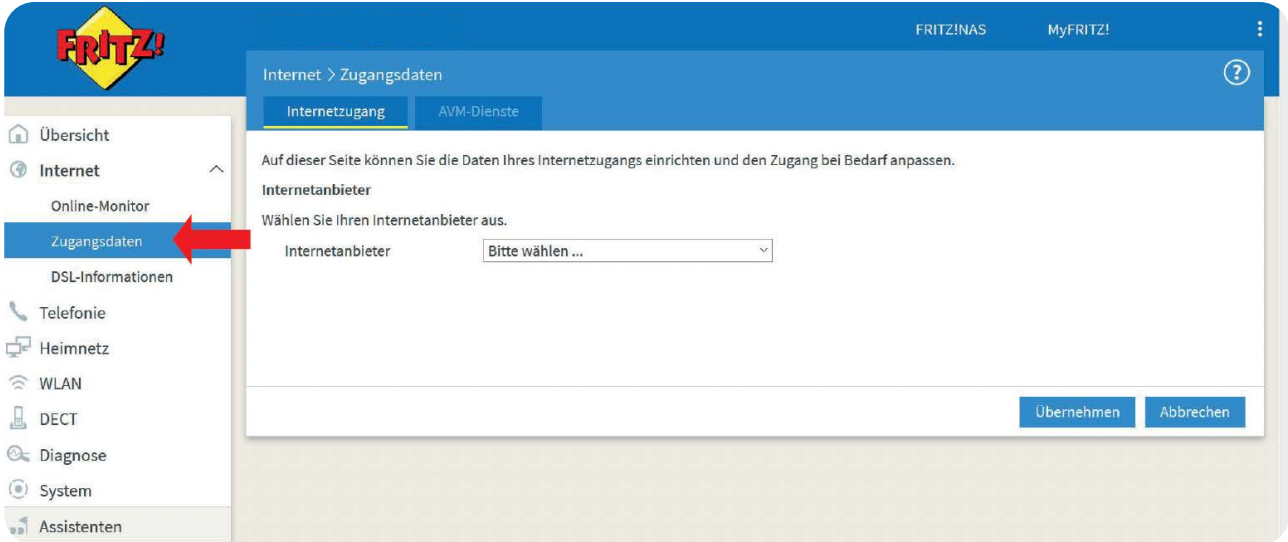 FRITZ!
FRITZ!NAS MyFRITZ!
Internet > Zugangsdaten
Internetzugang AVM-Dienste
Übersicht
Internet
Online-Monitor
Zugangsdaten
DSL-Informationen
Telefonie
Heimnetz
WLAN
DECT
Diagnose
System
Assistenten
Auf dieser Seite können Sie die Daten Ihres Internetzugangs einrichten und den Zugang bei Bedarf anpassen.
Internetanbieter
Wählen Sie Ihren Internetanbieter aus.
Internetanbieter Bitte wählen ...
Übernehmen Abbrechen